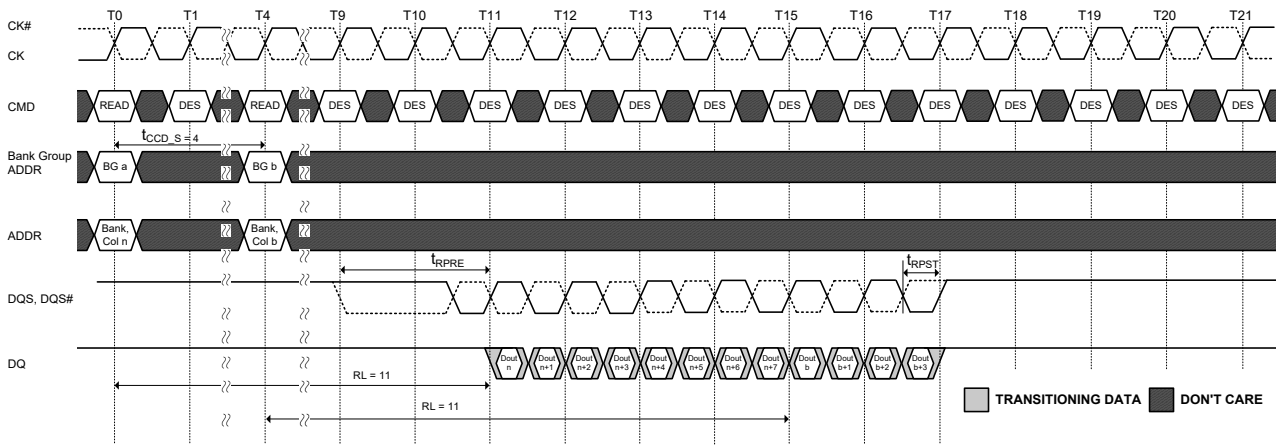 T0 T1 T4 T9 T10 T11 T12 T13 T14 T15 T16 T17 T18 T19 T20 T21
CK#
CK
CMD READ DES READ DES DES DES DES DES DES DES DES DES DES DES DES DES
tCCD_S = 4
Bank Group
ADDR
BG a BG b
ADDR
Bank,
Col n
Bank,
Col b
tRPRE
tRPST
DQS, DQS#
DQ
Dout
n
Dout
n+1
Dout
n+2
Dout
n+3
Dout
n+4
Dout
n+5
Dout
n+6
Dout
n+7
Dout
b
Dout
b+1
Dout
b+2
Dout
b+3
RL = 11
RL = 11
TRANSITIONING DATA
DON'T CARE